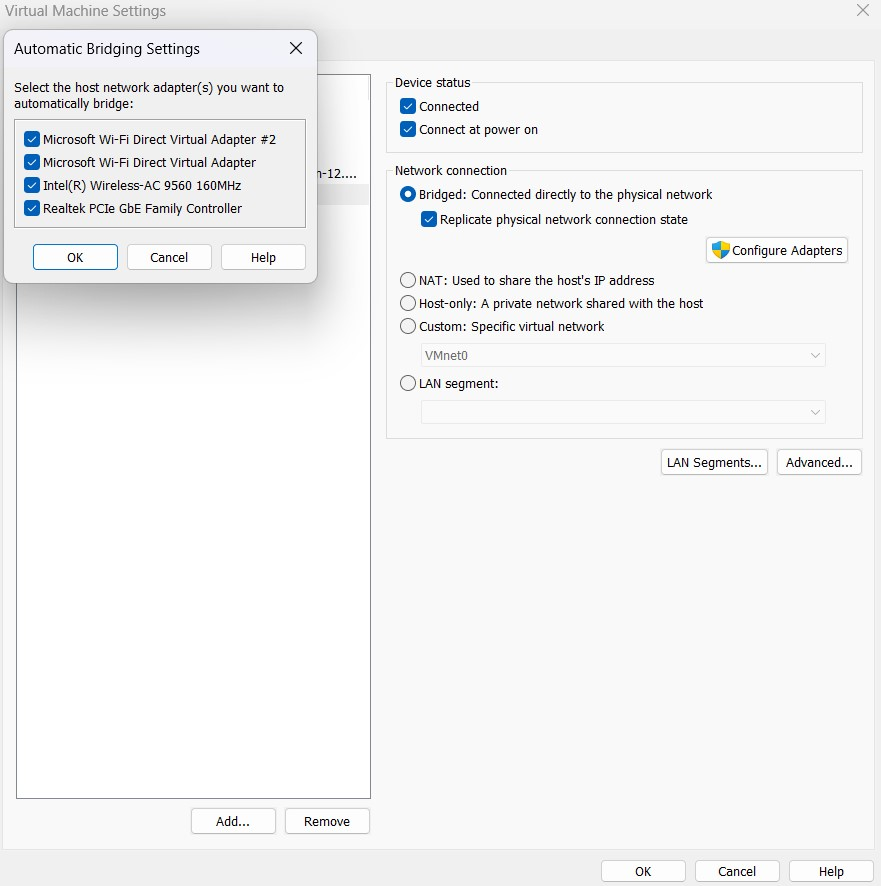 Virtual Machine Settings
Automatic Bridging Settings
Select the host network adapter(s) you want to
automatically bridge:
Microsoft Wi-Fi Direct Virtual Adapter #2
Microsoft Wi-Fi Direct Virtual Adapter
Intel(R) Wireless-AC 9560 160MHz
Realtek PCIe GbE Family Controller
OK
Cancel
Help
n-12....
Device status
Connected
Connect at power on
Network connection
Bridged: Connected directly to the physical network
Replicate physical network connection state
Configure Adapters
NAT: Used to share the host's IP address
Host-only: A private network shared with the host
Custom: Specific virtual network
VMnet0
LAN segment:
LAN Segments...
Advanced...
Add...
Remove
OK
Cancel
Help